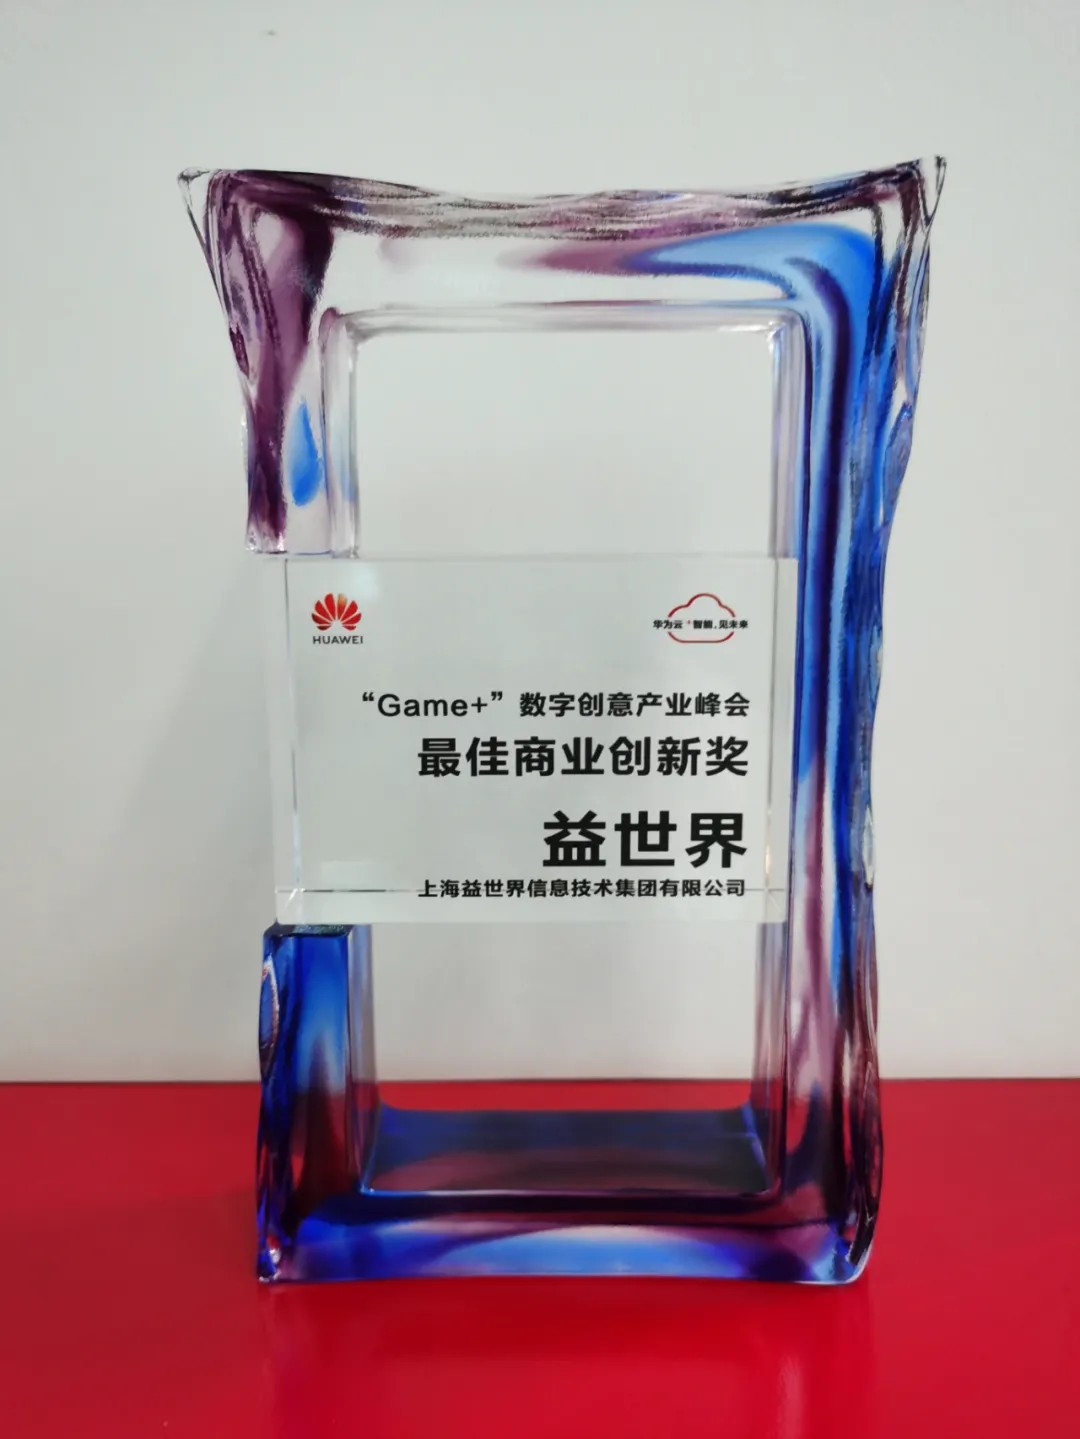 HUAWEI
华为云 +智能，见未来
“Game+”数字创意产业峰会
最佳商业创新奖
益世界
上海益世界信息技术集团有限公司